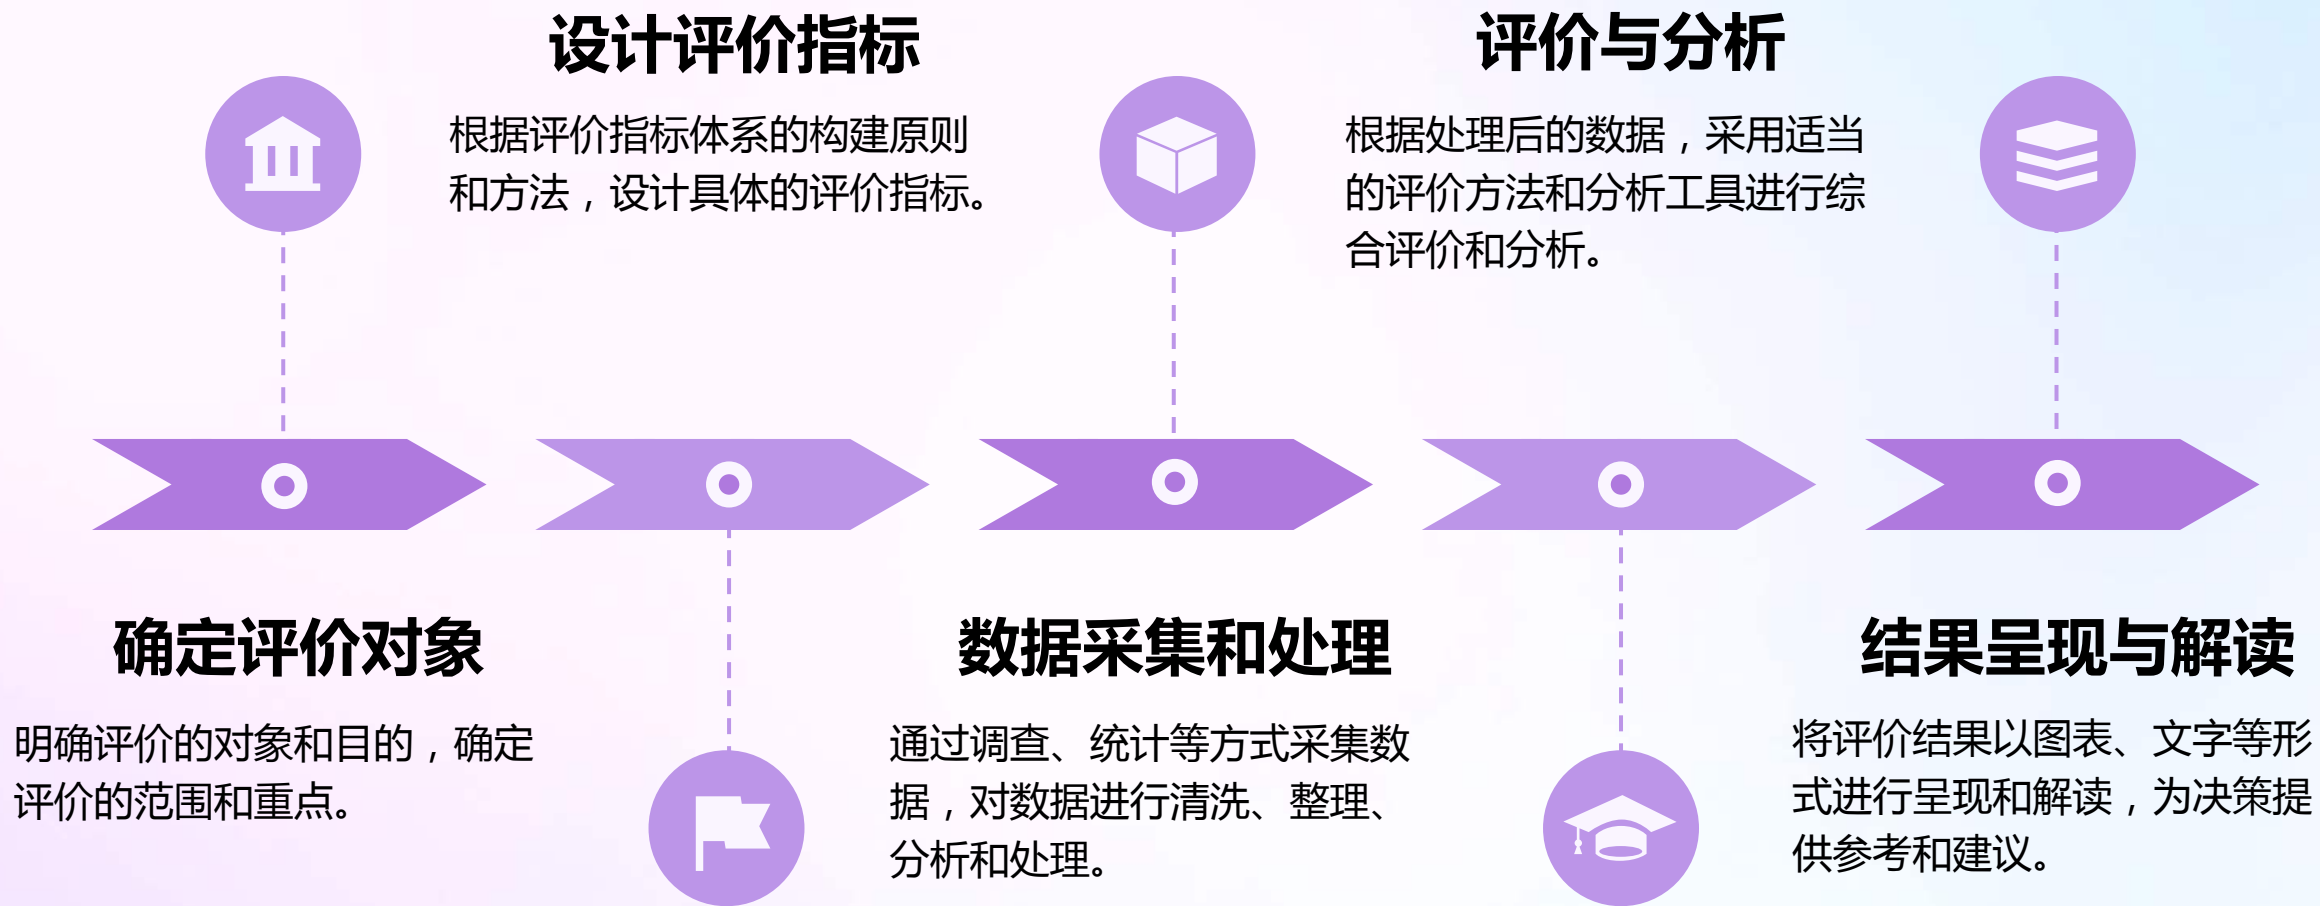 设计评价指标
根据评价指标体系的构建原则
和方法，设计具体的评价指标。
评价与分析
根据处理后的数据，采用适当
的评价方法和分析工具进行综
合评价和分析。
确定评价对象
明确评价的对象和目的，确定
评价的范围和重点。
数据采集和处理
通过调查、统计等方式采集数
据，对数据进行清洗、整理、
分析和处理。
结果呈现与解读
将评价结果以图表、文字等形
式进行呈现和解读，为决策提
供参考和建议。